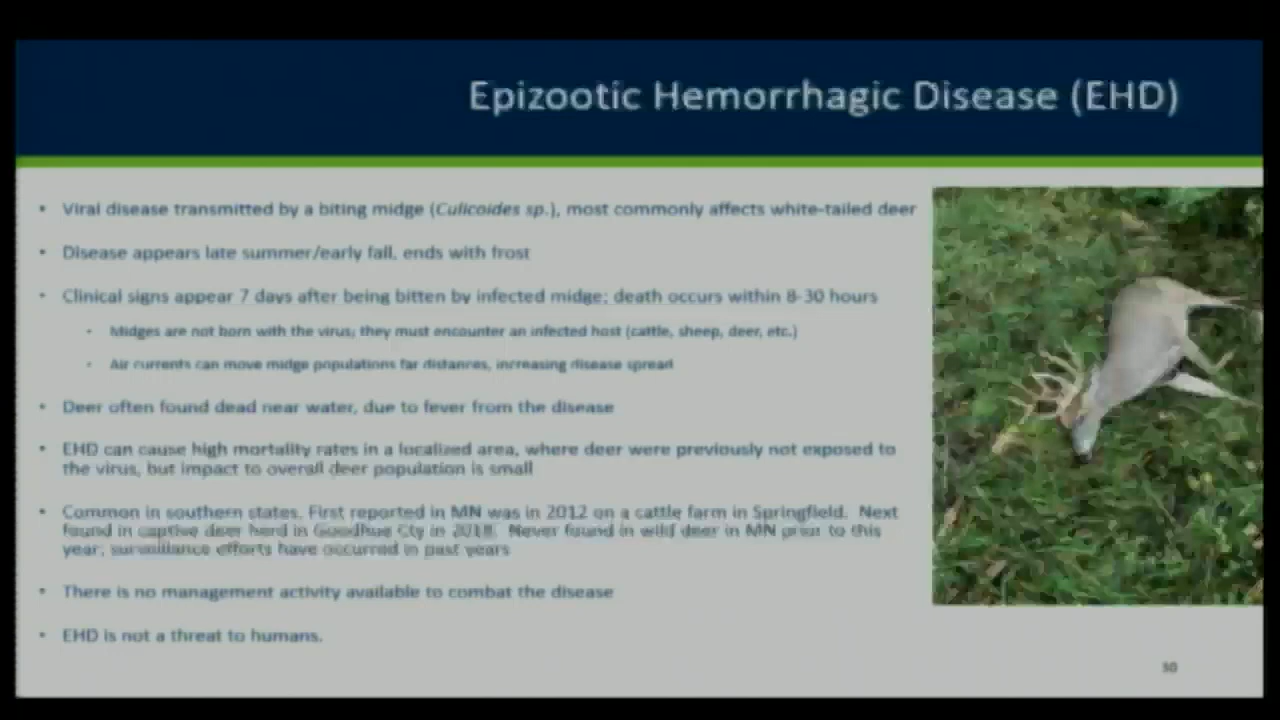 Epizootic Hemorrhagic Disease (EHD)
• Viral disease transmitted by a biting midge (Culicoides sp.), most commonly affects white-tailed deer
• Disease appears late summer/early fall, ends with frost
• Clinical signs appear 7 days after being bitten by infected midge; death occurs within 8-30 hours
• Midges are not born with the virus; they must encounter an infected host (cattle, sheep, deer, etc.)
• Air currents can move midge populations far distances, increasing disease spread
• Deer often found dead near water, due to fever from the disease
• EHD can cause high mortality rates in a localized area, where deer were previously not exposed to
the virus, but impact to overall deer population is small
• Common in southern states. First reported in MN was in 2012 on a cattle farm in Springfield. Next
found in captive deer herd in Goodhue Cty in 2018. Never found in wild deer in MN prior to this
year; surveillance efforts have occurred in past years
• There is no management activity available to combat the disease
• EHD is not a threat to humans.
30